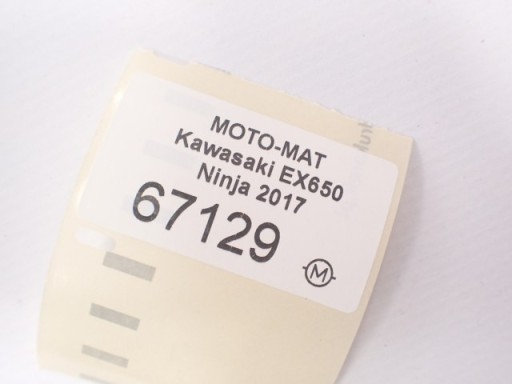 MOTO-MAT
Kawasaki EX650
Ninja 2017
67129
M